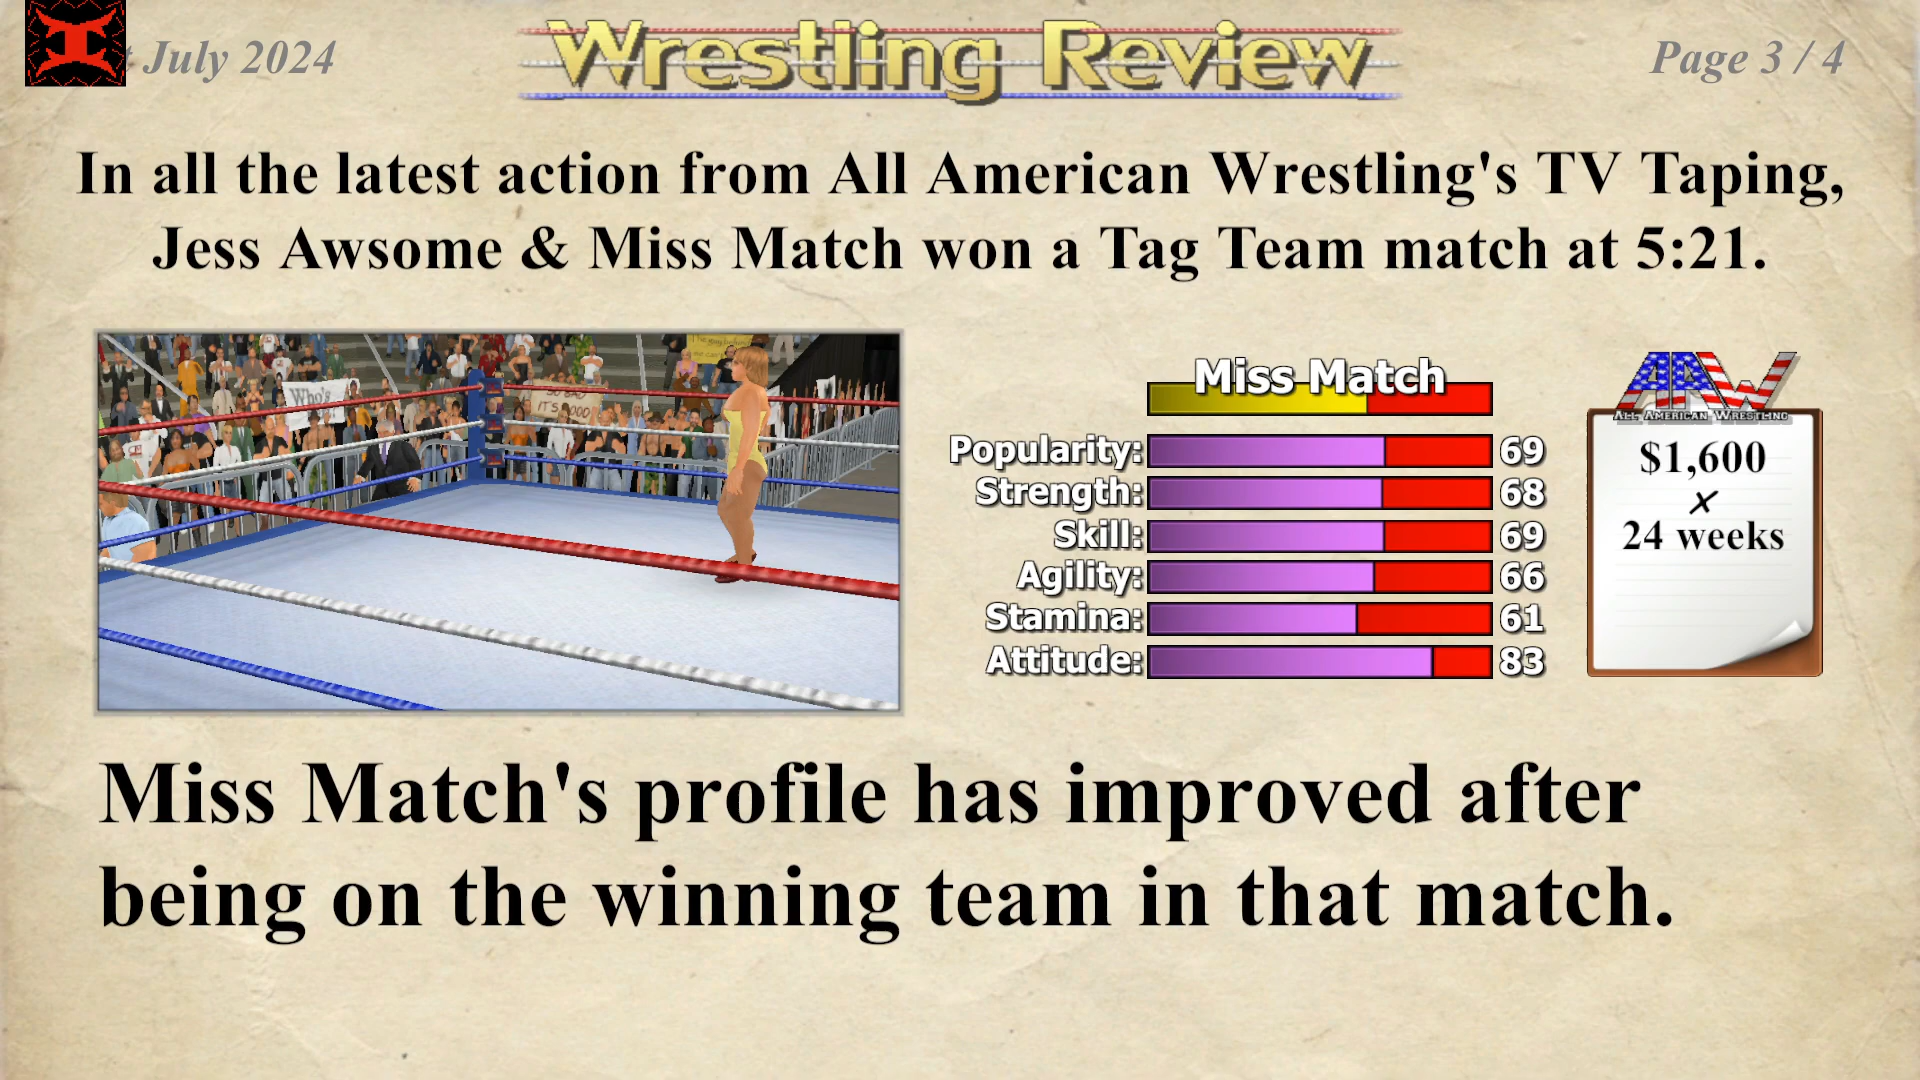 July 2024
Wrestling Review
Page 3 / 4
In all the latest action from All American Wrestling's TV Taping,
Jess Awsome & Miss Match won a Tag Team match at 5:21.
Who's
IT'S
Miss Match
Popularity: 69
Strength: 68
Skill: 69
Agility: 66
Stamina: 61
Attitude: 83
AAW
ALL AMERICAN WRESTLING
$1,600
×
24 weeks
Miss Match's profile has improved after
being on the winning team in that match.